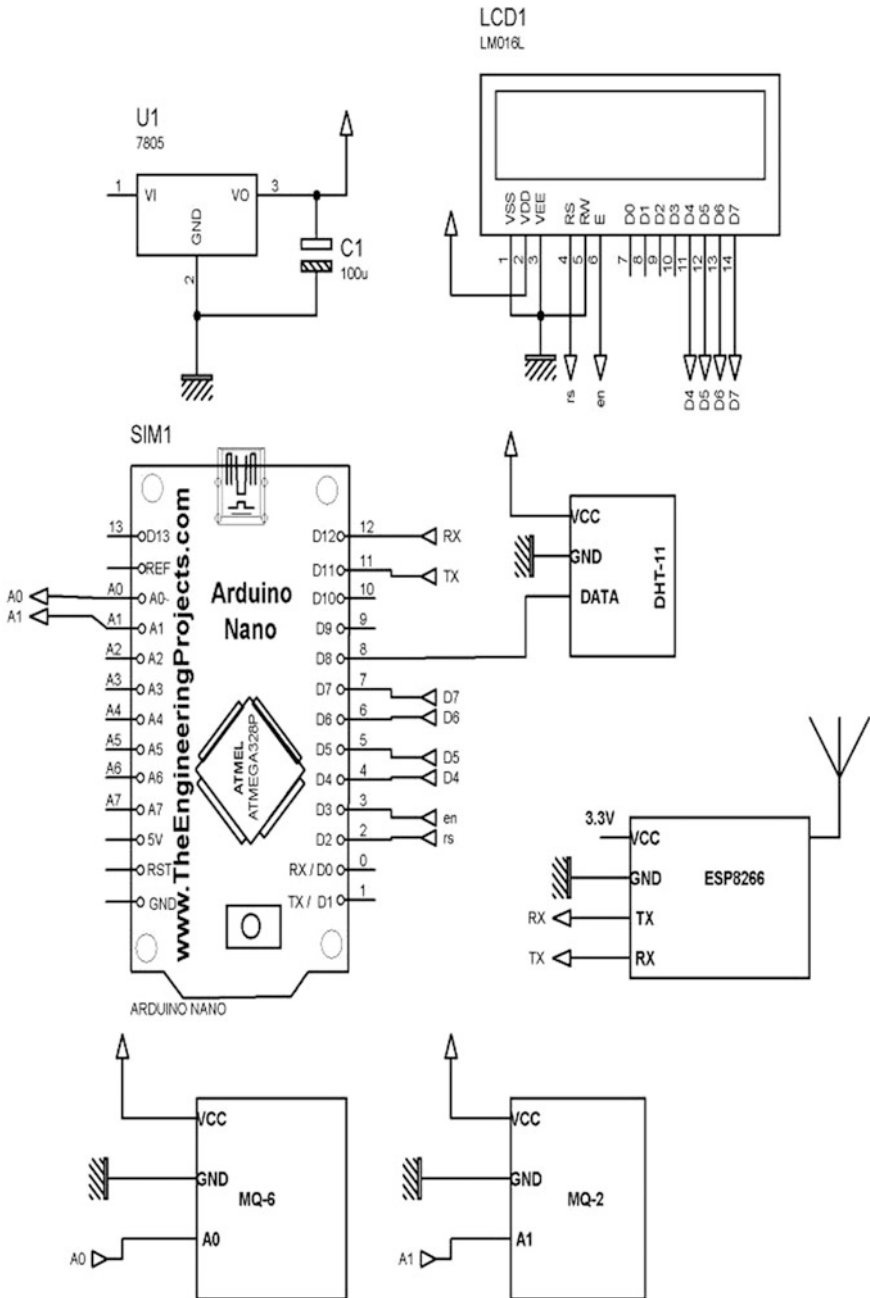 LCD1
LM016L
U1
7805
1
VI
VO
3
GND
2
C1
100u
VSS
VDD
VEE
RS
RW
E
D0
D1
D2
D3
D4
D5
D6
D7
1
2
3
4
5
6
7
8
9
10
11
12
13
14
rs
en
D4
D5
D6
D7
SIM1
www.TheEngineeringProjects.com
Arduino
Nano
ATMEL
ATMEGA328P
13 D13
REF
A0 A0 A0
A1 A1 A1
A2 A2
A3 A3
A4 A4
A5 A5
A6 A6
A7 A7
5V
RST
GND
D12 12 RX
D11 11 TX
D10 10
D9 9
D8 8
D7 7 D7
D6 6 D6
D5 5 D5
D4 4 D4
D3 3 en
D2 2 rs
RX / D0 0
TX / D1 1
ARDUINO NANO
VCC
GND
DATA
DHT-11
3.3V
VCC
GND
ESP8266
RX TX
TX RX
VCC
GND
MQ-6
A0 A0
VCC
GND
MQ-2
A1 A1